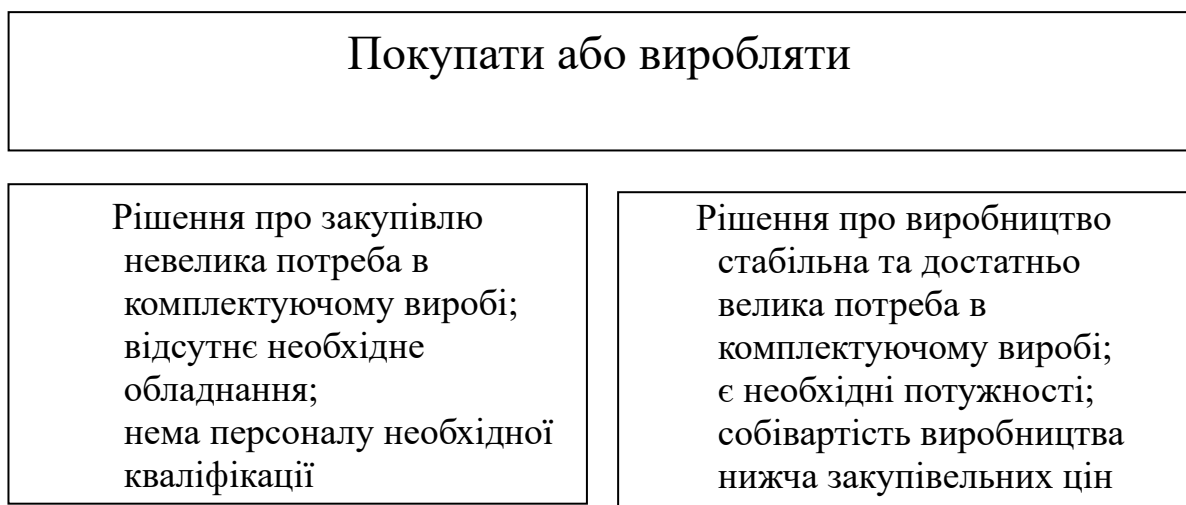 Покупати або виробляти
Рішення про закупівлю
невелика потреба в
комплектуючому виробі;
відсутнє необхідне
обладнання;
нема персоналу необхідної
кваліфікації
Рішення про виробництво
стабільна та достатньо
велика потреба в
комплектуючому виробі;
є необхідні потужності;
собівартість виробництва
нижча закупівельних цін